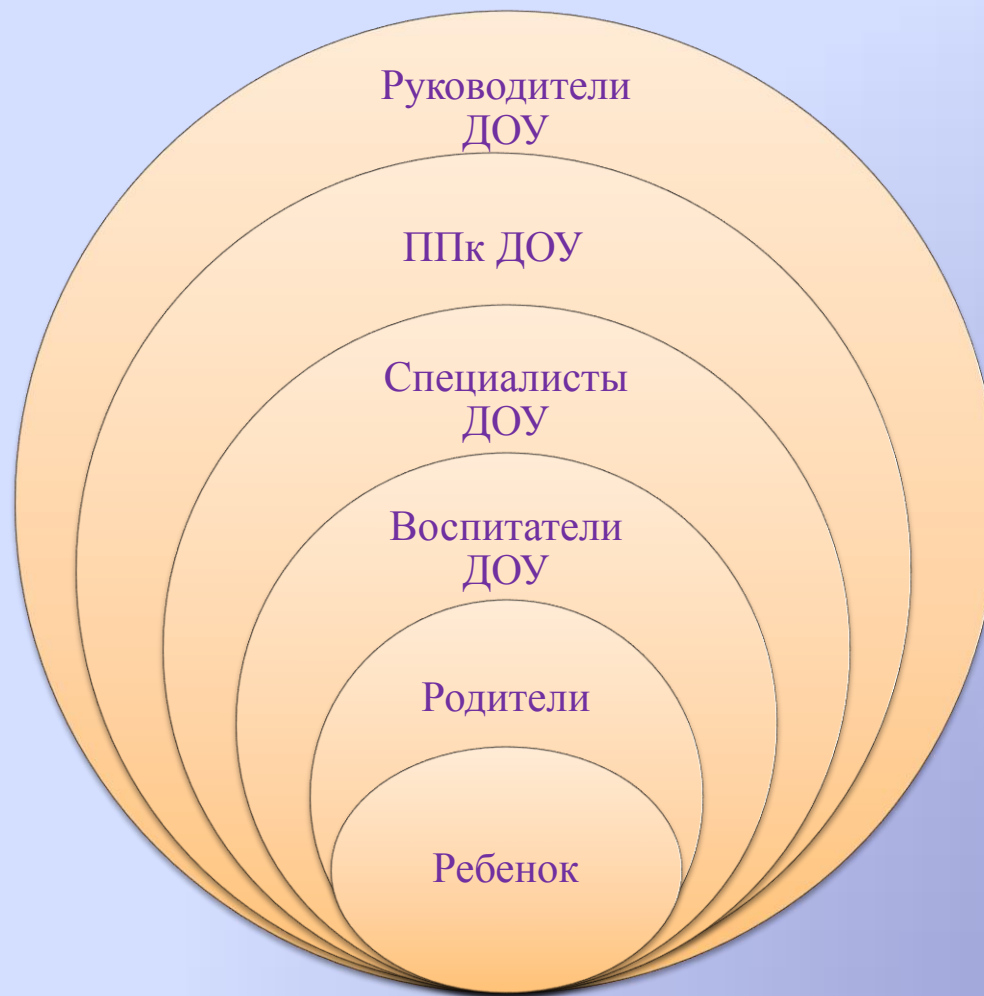 Руководители
ДОУ
ППк ДОУ
Специалисты
ДОУ
Воспитатели
ДОУ
Родители
Ребенок